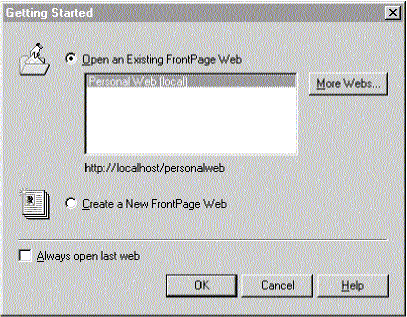 Getting Started
Open an Existing FrontPage Web
Personal Web (local)
More Webs...
http://localhost/personalweb
Create a New FrontPage Web
Always open last web
OK
Cancel
Help